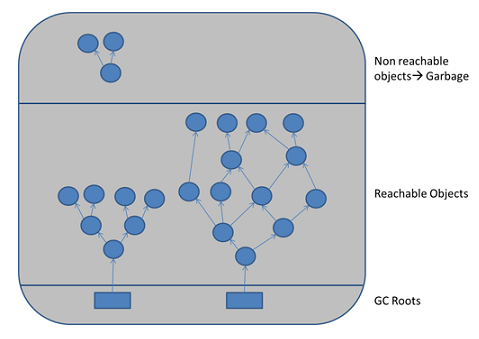 Non reachable
objects→ Garbage
Reachable Objects
GC Roots